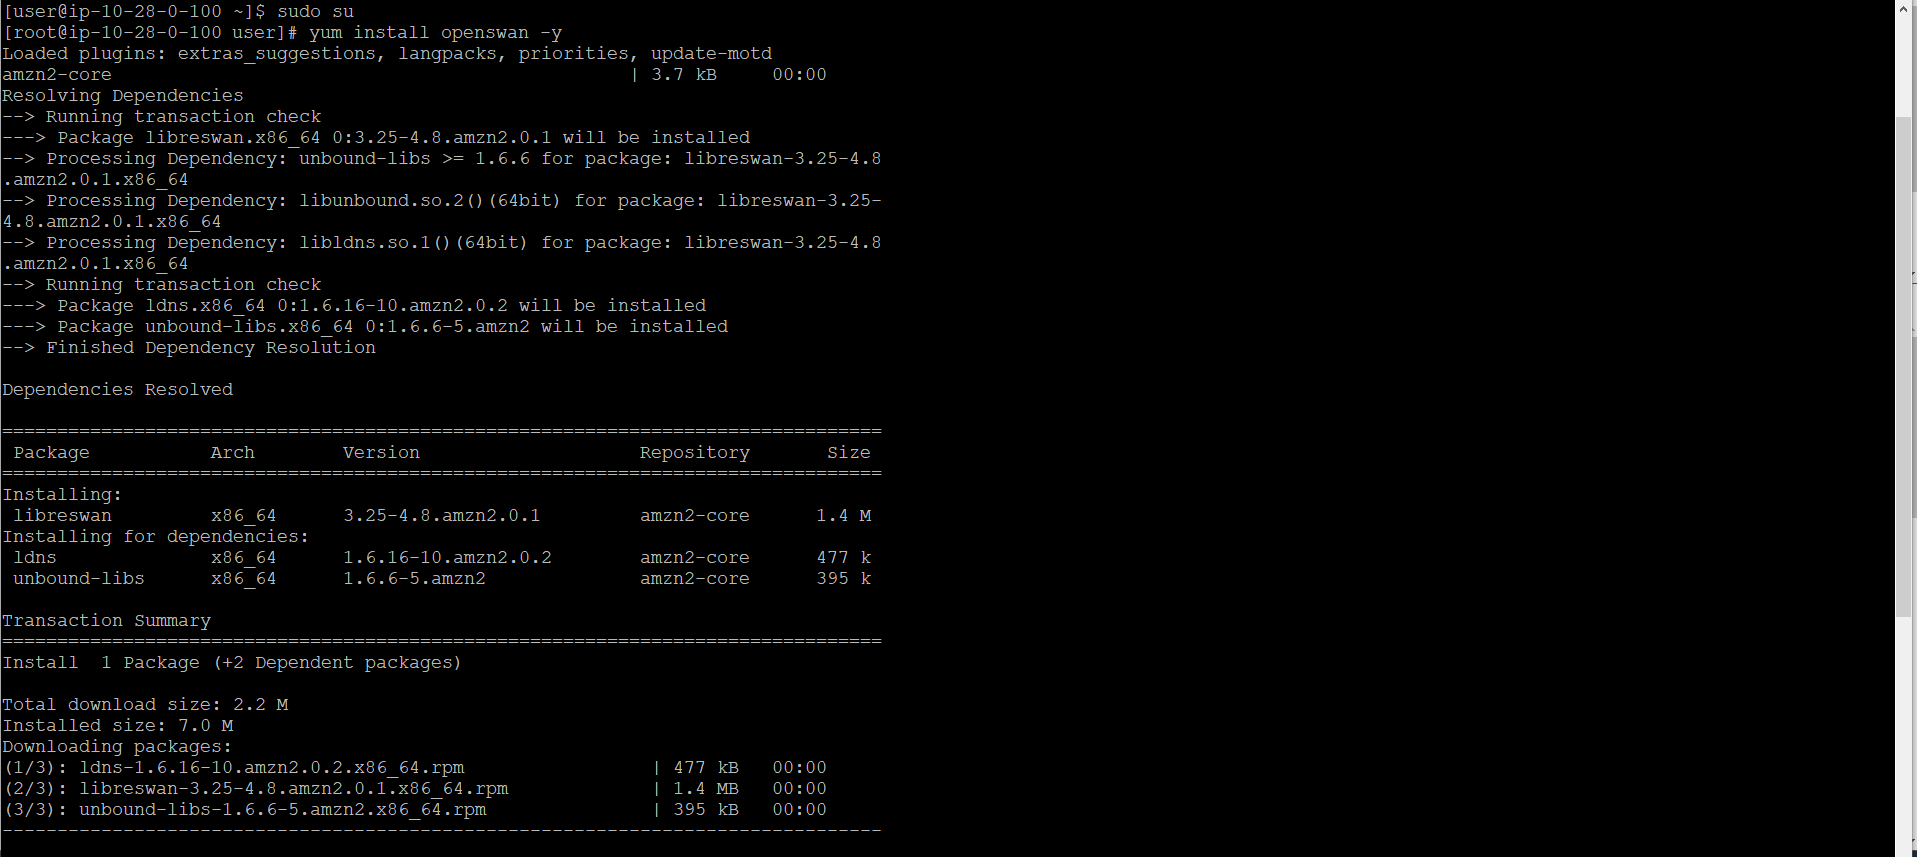 [user@ip-10-28-0-100 ~]$ sudo su
[root@ip-10-28-0-100 user]# yum install openswan -y
Loaded plugins: extras_suggestions, langpacks, priorities, update-motd
amzn2-core                                               | 3.7 kB     00:00
Resolving Dependencies
--> Running transaction check
---> Package libreswan.x86_64 0:3.25-4.8.amzn2.0.1 will be installed
--> Processing Dependency: unbound-libs >= 1.6.6 for package: libreswan-3.25-4.8
.amzn2.0.1.x86_64
--> Processing Dependency: libunbound.so.2()(64bit) for package: libreswan-3.25-
4.8.amzn2.0.1.x86_64
--> Processing Dependency: libldns.so.1()(64bit) for package: libreswan-3.25-4.8
.amzn2.0.1.x86_64
--> Running transaction check
---> Package ldns.x86_64 0:1.6.16-10.amzn2.0.2 will be installed
---> Package unbound-libs.x86_64 0:1.6.6-5.amzn2 will be installed
--> Finished Dependency Resolution

Dependencies Resolved

================================================================================
 Package           Arch        Version                    Repository       Size
================================================================================
Installing:
 libreswan         x86_64      3.25-4.8.amzn2.0.1         amzn2-core      1.4 M
Installing for dependencies:
 ldns              x86_64      1.6.16-10.amzn2.0.2        amzn2-core      477 k
 unbound-libs      x86_64      1.6.6-5.amzn2              amzn2-core      395 k

Transaction Summary
================================================================================
Install  1 Package (+2 Dependent packages)

Total download size: 2.2 M
Installed size: 7.0 M
Downloading packages:
(1/3): ldns-1.6.16-10.amzn2.0.2.x86_64.rpm                 | 477 kB   00:00
(2/3): libreswan-3.25-4.8.amzn2.0.1.x86_64.rpm             | 1.4 MB   00:00
(3/3): unbound-libs-1.6.6-5.amzn2.x86_64.rpm               | 395 kB   00:00
--------------------------------------------------------------------------------